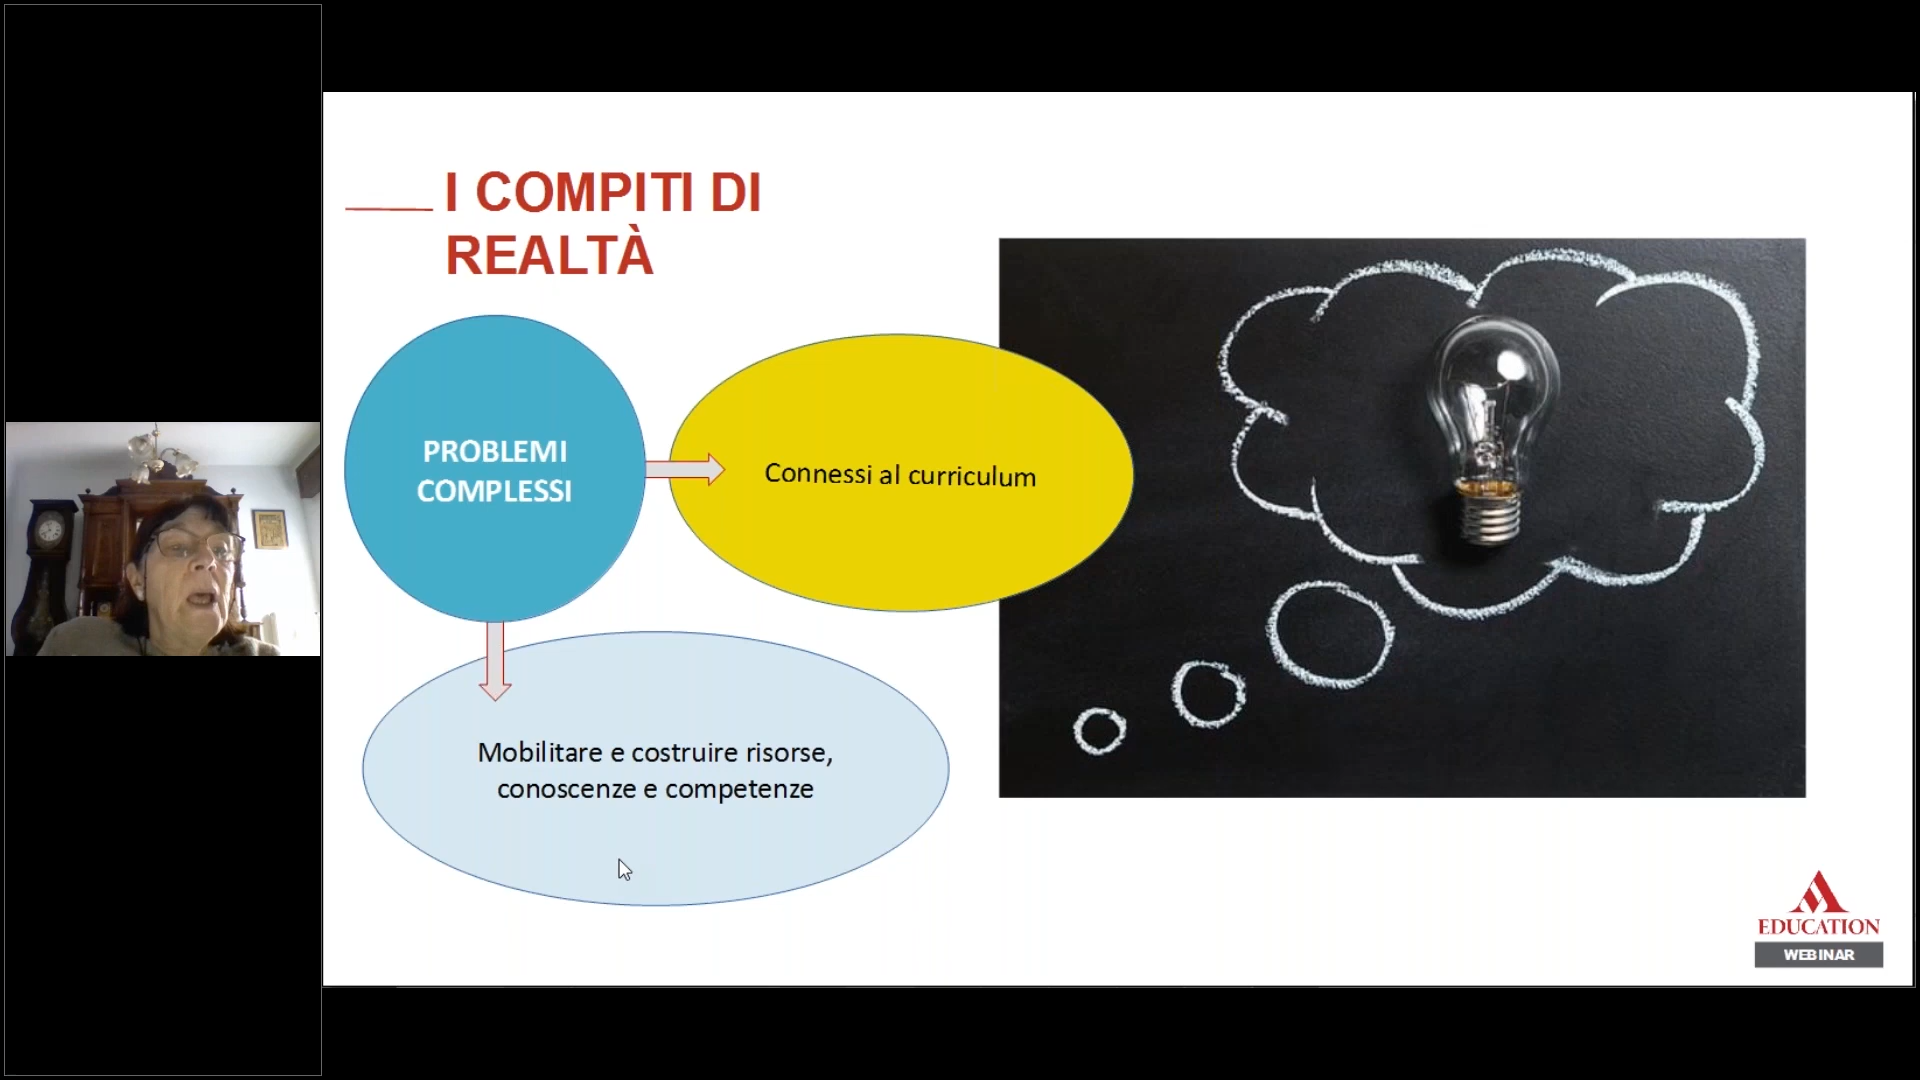 I COMPITI DI
REALTÀ
PROBLEMI
COMPLESSI
Connessi al curriculum
Mobilitare e costruire risorse,
conoscenze e competenze
EDUCATION
WEBINAR